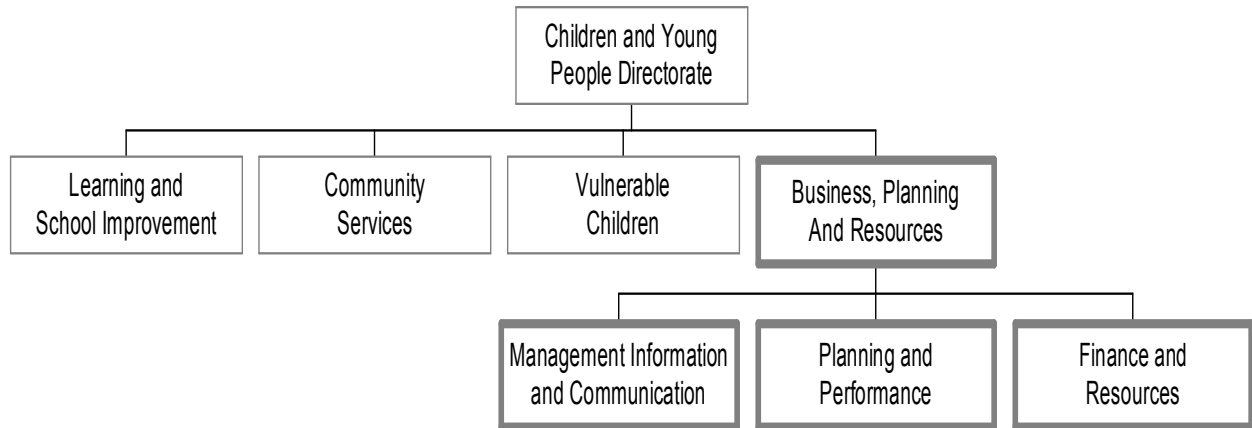 Children and Young
People Directorate
Learning and
School Improvement
Community
Services
Vulnerable
Children
Business, Planning
And Resources
Management Information
and Communication
Planning and
Performance
Finance and
Resources